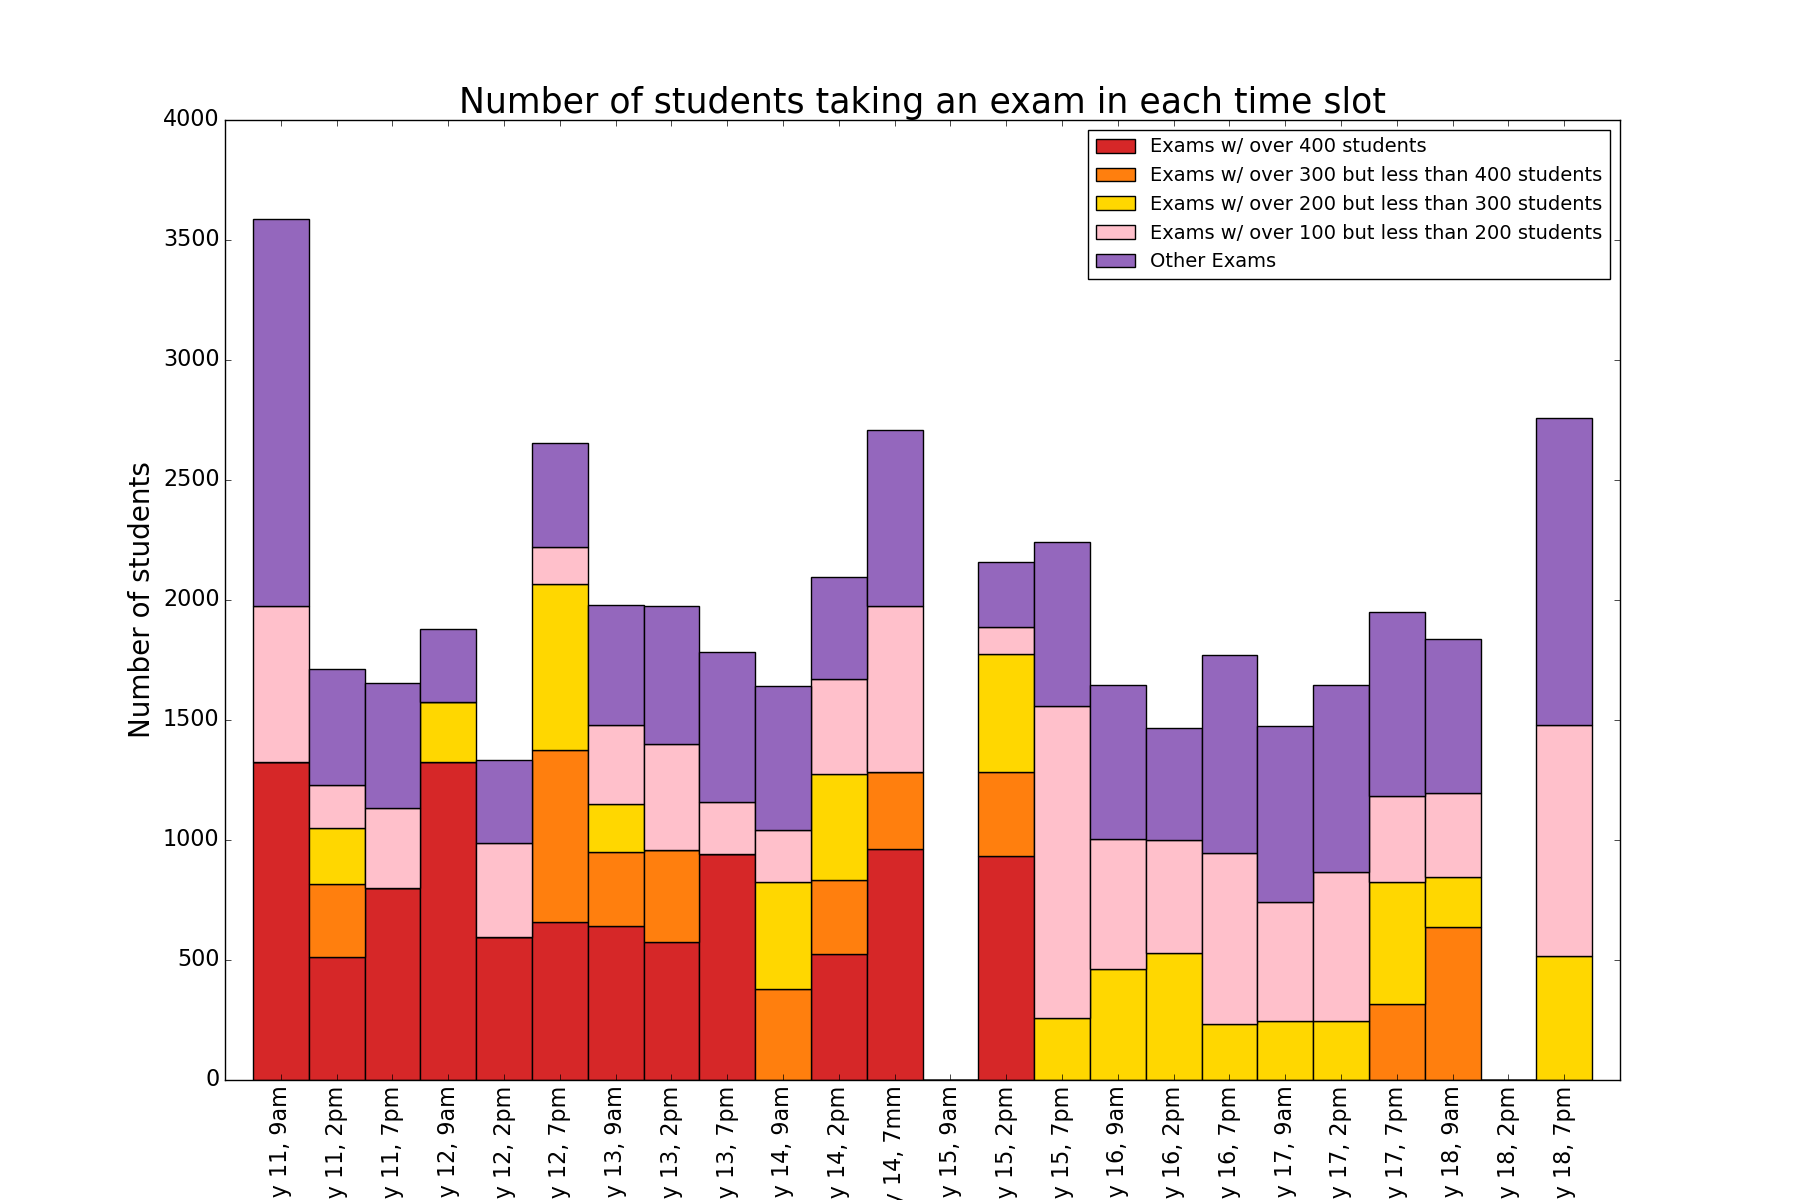 Number of students taking an exam in each time slot
Exams w/ over 400 students
Exams w/ over 300 but less than 400 students
Exams w/ over 200 but less than 300 students
Exams w/ over 100 but less than 200 students
Other Exams
Number of students
4000
3500
3000
2500
2000
1500
1000
500
0
y 11, 9am
y 11, 2pm
y 11, 7pm
y 12, 9am
y 12, 2pm
y 12, 7pm
y 13, 9am
y 13, 2pm
y 13, 7pm
y 14, 9am
y 14, 2pm
y 14, 7mm
y 15, 9am
y 15, 2pm
y 15, 7pm
y 16, 9am
y 16, 2pm
y 16, 7pm
y 17, 9am
y 17, 2pm
y 17, 7pm
y 18, 9am
y 18, 2pm
y 18, 7pm